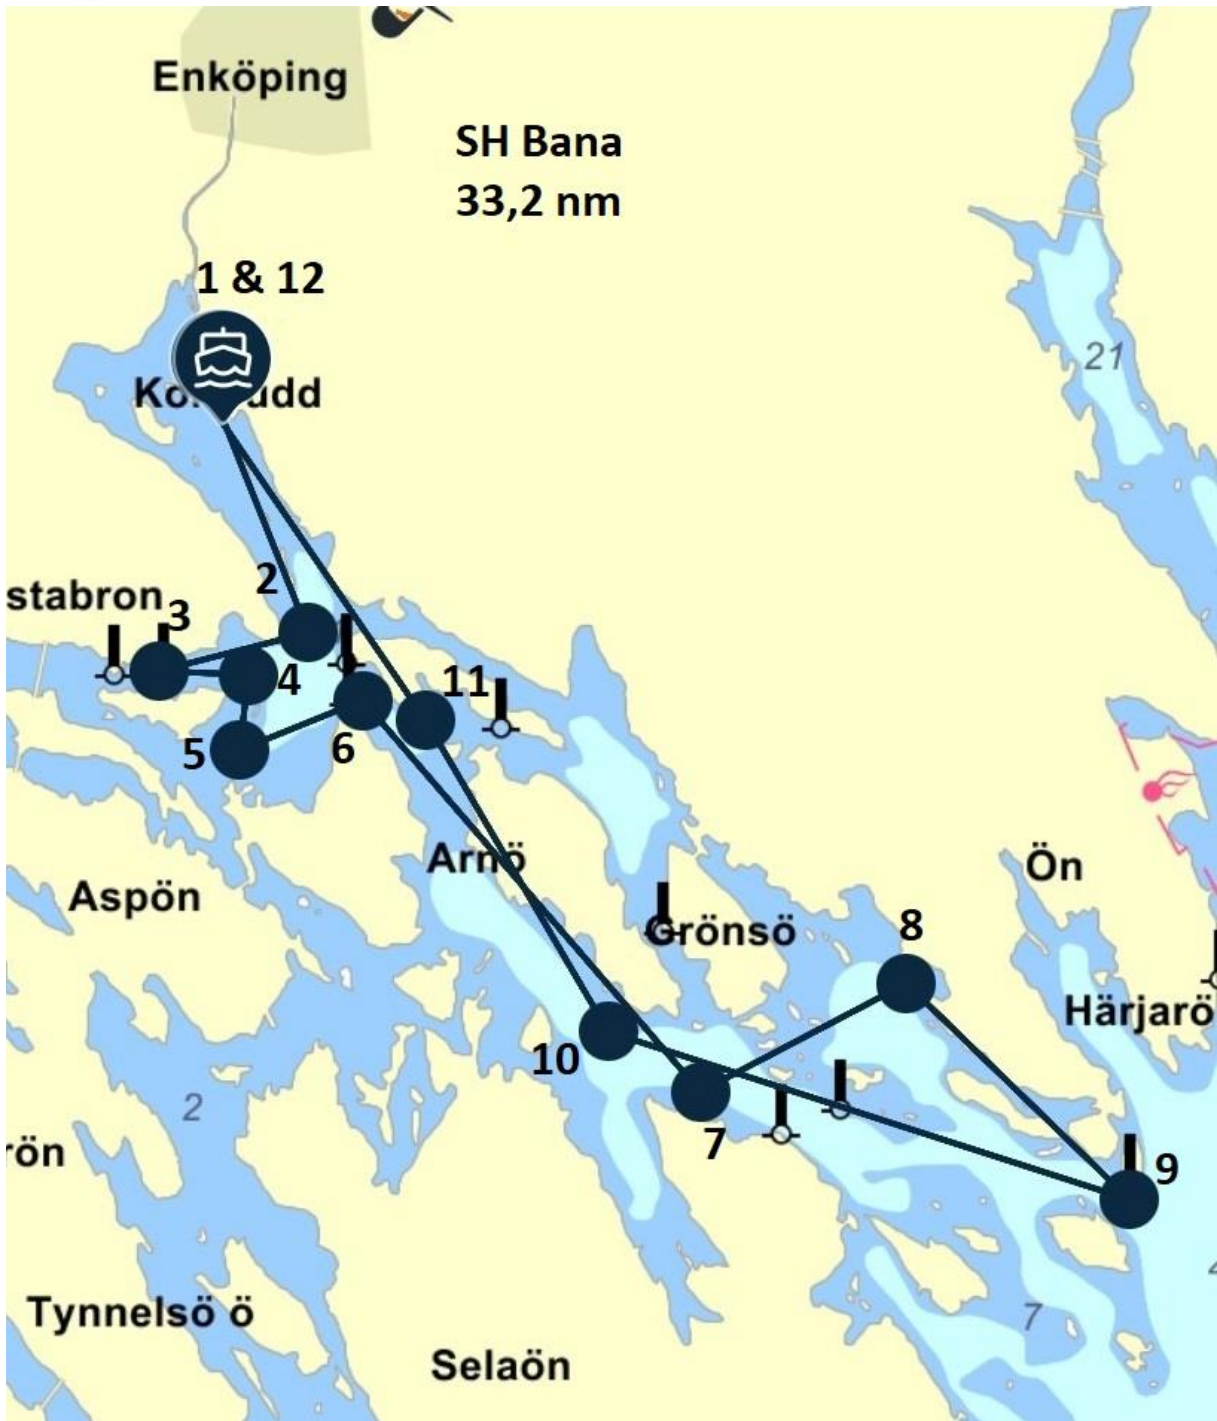 Enköping
SH Bana
33,2 nm
1 & 12
21
2
stabron
3
4
11
5
6
Arnö
Ön
Aspön
8
Grönsö
Härjarö
10
2
7
rön
9
7
Tynnelsö ö
Selaön